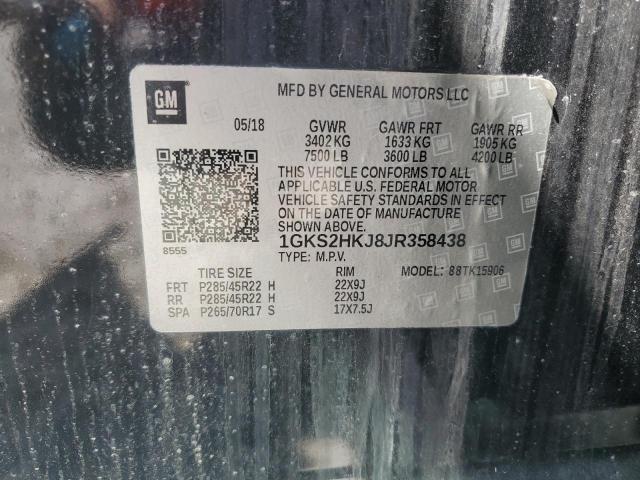 GM
MFD BY GENERAL MOTORS LLC
05/18 GVWR GAWR FRT GAWR RR
3402 KG 1633 KG 1905 KG
7500 LB 3600 LB 4200 LB
THIS VEHICLE CONFORMS TO ALL
APPLICABLE U.S. FEDERAL MOTOR
VEHICLE SAFETY STANDARDS IN EFFECT
ON THE DATE OF MANUFACTURE
SHOWN ABOVE.
8555
1GKS2HKJ8JR358438
TYPE: M.P.V. MODEL: 88TK15906
TIRE SIZE RIM
FRT P285/45R22 H 22X9J
RR P285/45R22 H 22X9J
SPA P265/70R17 S 17X7.5J